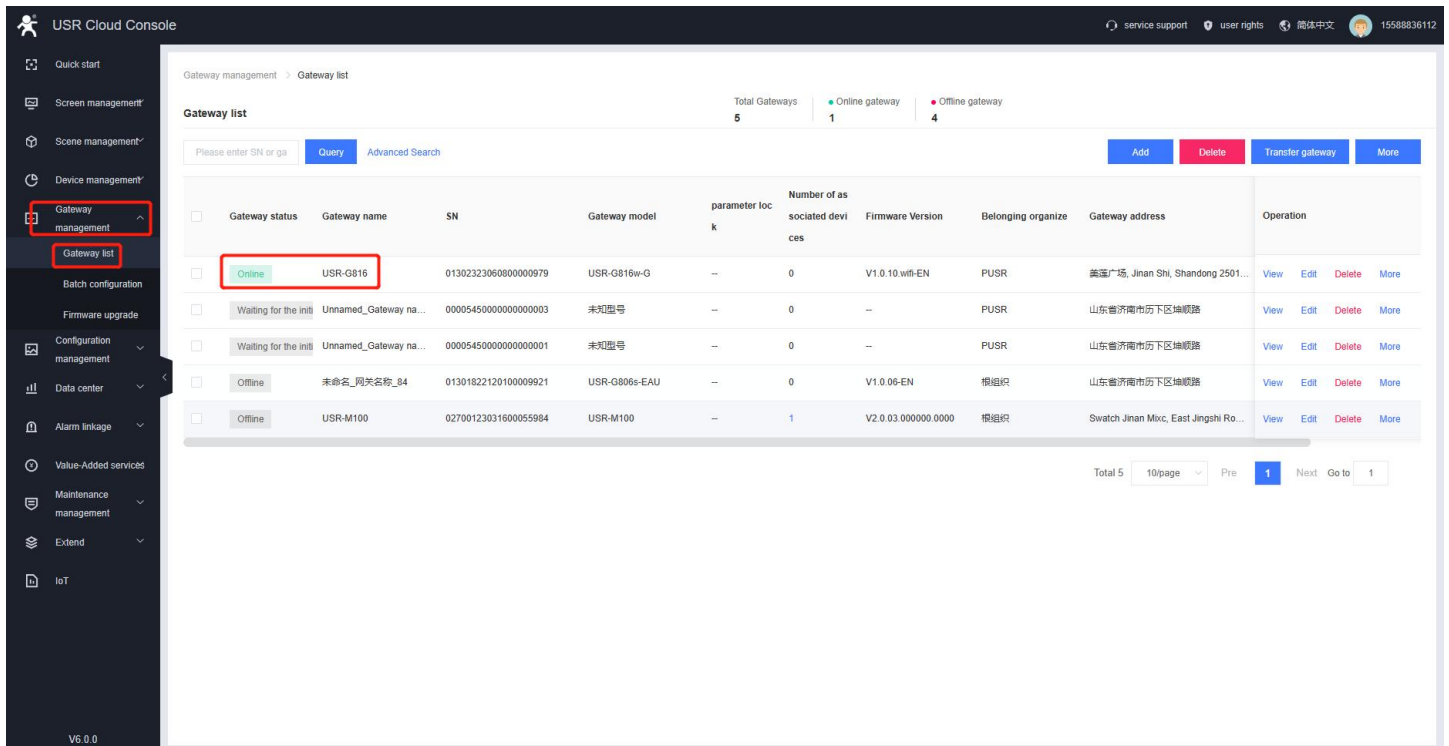 USR Cloud Console
service support
user rights
简体中文
15588836112
Quick start
Screen management
Scene management
Device management
Gateway
management
Gateway list
Batch configuration
Firmware upgrade
Configuration
management
Data center
Alarm linkage
Value-Added services
Maintenance
management
Extend
IoT
V6.0.0
Gateway management > Gateway list
Gateway list
Total Gateways
5
Online gateway
1
Offline gateway
4
Please enter SN or ga
Query
Advanced Search
Add
Delete
Transfer gateway
More
Gateway status
Gateway name
SN
Gateway model
parameter loc
k
Number of as
sociated devi
ces
Firmware Version
Belonging organize
Gateway address
Operation
Online USR-G816 01302323060800000979 USR-G816w-G -- 0 V1.0.10.wifi-EN PUSR 美莲广场, Jinan Shi, Shandong 2501... View Edit Delete More
Waiting for the initi Unnamed_Gateway na... 00005450000000000003 未知型号 -- 0 -- PUSR 山东省济南市历下区坤顺路 View Edit Delete More
Waiting for the initi Unnamed_Gateway na... 00005450000000000001 未知型号 -- 0 -- PUSR 山东省济南市历下区坤顺路 View Edit Delete More
Offline 未命名_网关名称_84 01301822120100009921 USR-G806s-EAU -- 0 V1.0.06-EN 根组织 山东省济南市历下区坤顺路 View Edit Delete More
Offline USR-M100 02700123031600055984 USR-M100 -- 1 V2.0.03.000000.0000 根组织 Swatch Jinan Mixc, East Jingshi Ro... View Edit Delete More
Total 5 10/page Pre 1 Next Go to 1